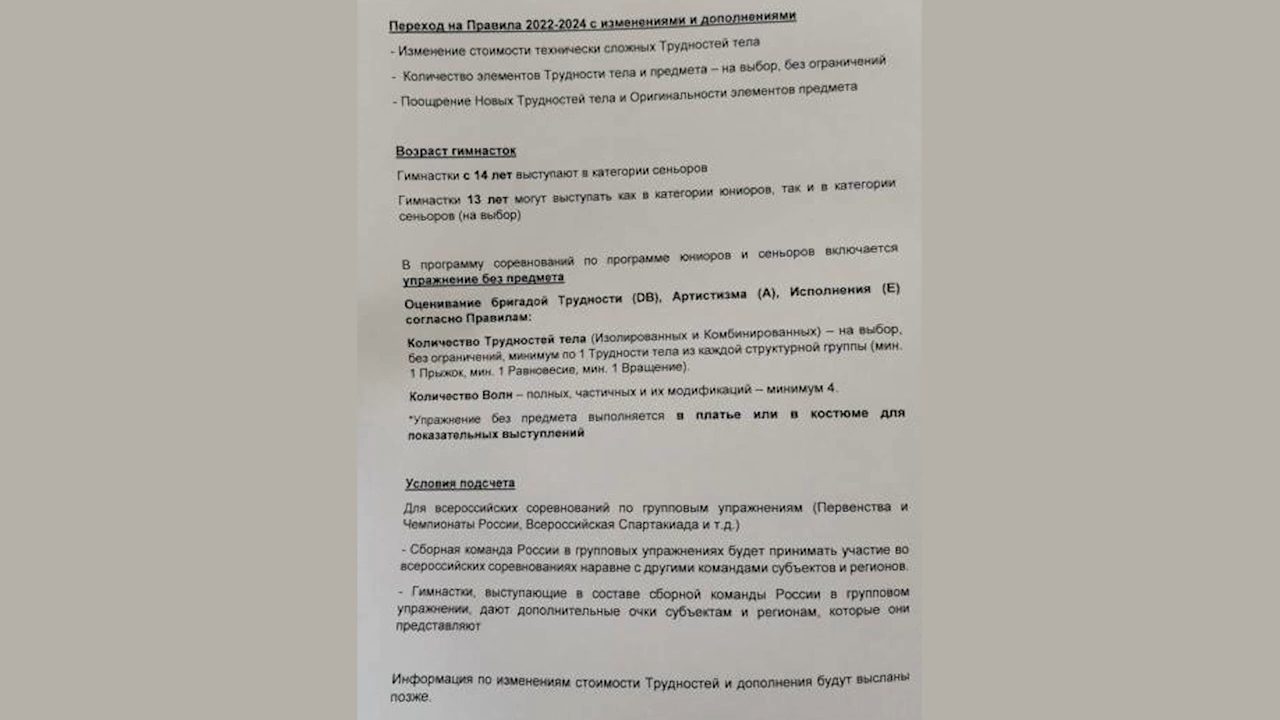 Переход на Правила 2022-2024 с изменениями и дополнениями
- Изменение стоимости технически сложных Трудностей тела
- Количество элементов Трудности тела и предмета – на выбор, без ограничений
- Поощрение Новых Трудностей тела и Оригинальности элементов предмета
Возраст гимнасток
Гимнастки с 14 лет выступают в категории сеньоров
Гимнастки 13 лет могут выступать как в категории юниоров, так и в категории
сеньоров (на выбор)
В программу соревнований по программе юниоров и сеньоров включается
упражнение без предмета
Оценивание бригадой Трудности (DB), Артистизма (А), Исполнения (Е)
согласно Правилам:
Количество Трудностей тела (Изолированных и Комбинированных) – на выбор,
без ограничений, минимум по 1 Трудности тела из каждой структурной группы (мин.
1 Прыжок, мин. 1 Равновесие, мин. 1 Вращение).
Количество Волн – полных, частичных и их модификаций – минимум 4.
*Упражнение без предмета выполняется в платье или в костюме для
показательных выступлений
Условия подсчета
Для всероссийских соревнований по групповым упражнениям (Первенства и
Чемпионаты России, Всероссийская Спартакиада и т.д.)
- Сборная команда России в групповых упражнениях будет принимать участие во
всероссийских соревнованиях наравне с другими командами субъектов и регионов.
- Гимнастки, выступающие в составе сборной команды России в групповом
упражнении, дают дополнительные очки субъектам и регионам, которые они
представляют
Информация по изменениям стоимости Трудностей и дополнения будут высланы
позже.